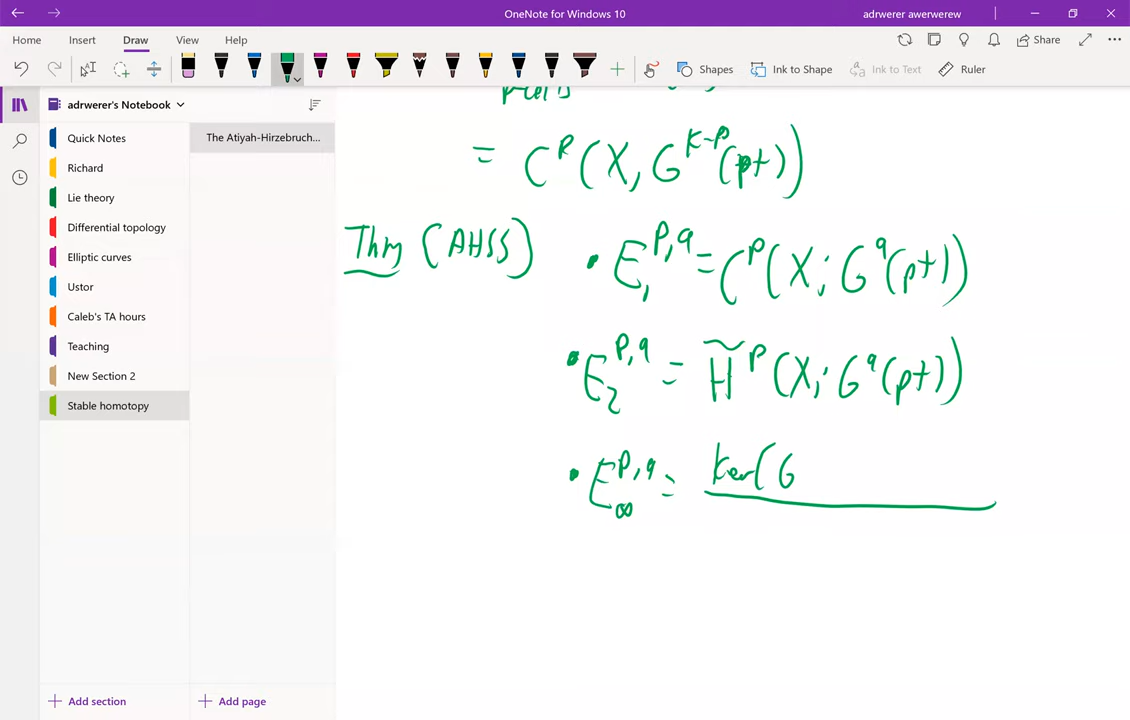 OneNote for Windows 10
adrwerer awerwerew
Home Insert Draw View Help
Share
Shapes
Ink to Shape
Ink to Text
Ruler
adrwerer's Notebook
Quick Notes
Richard
Lie theory
Differential topology
Elliptic curves
Ustor
Caleb's TA hours
Teaching
New Section 2
Stable homotopy
Add section
The Atiyah-Hirzebruch...
Add page
p-cells
= C^p(X, G^{k-p}(pt))
Thm (AHSS) • E_1^{p,q} = C^p(X; G^q(pt))
• E_2^{p,q} = H̃^p(X; G^q(pt))
• E_∞^{p,q} = ker(G